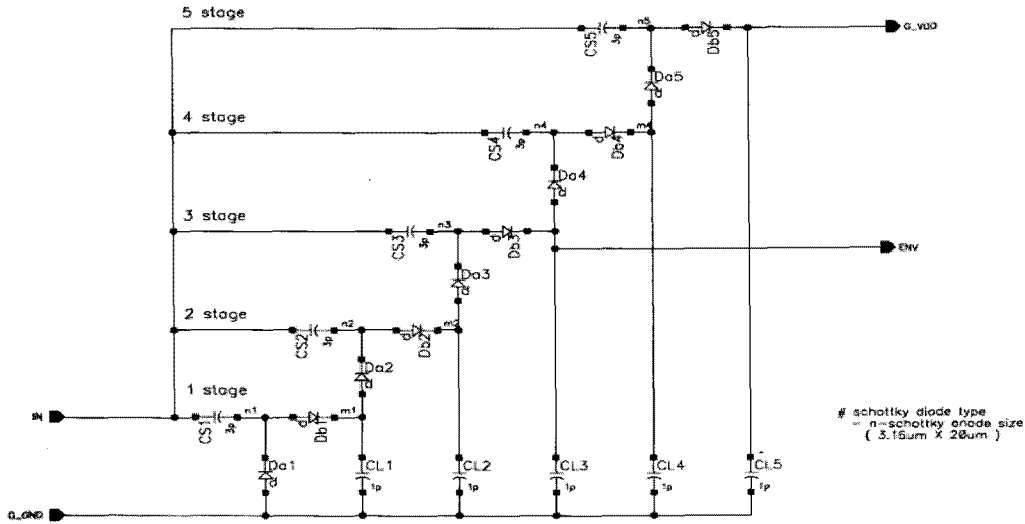 5 stage
CS5
3p
n5
d
Db5
G_VDD
Da5
d
4 stage
CS4
3p
n4
d
Db4
m4
Da4
d
3 stage
CS3
3p
n3
d
Db3
ENV
Da3
d
2 stage
CS2
3p
n2
d
Db2
m2
Da2
d
1 stage
IN
CS1
3p
n1
d
Db1
m1
# schottky diode type
- n-schottky anode size
( 3.16um X 20um )
Da1
d
CL1
1p
CL2
1p
CL3
1p
CL4
1p
CL5
1p
G_GND